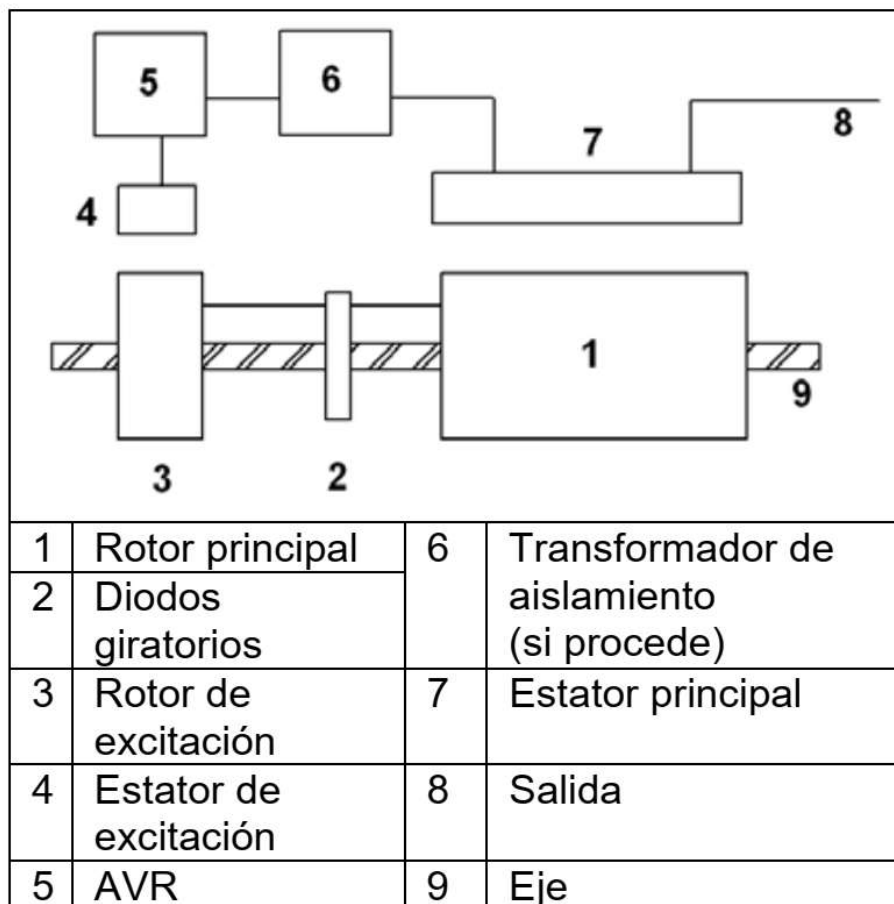 5
6
8
7
4
1
9
3
2
1 Rotor principal
2 Diodos
giratorios
3 Rotor de
excitación
4 Estator de
excitación
5 AVR
6 Transformador de
aislamiento
(si procede)
7 Estator principal
8 Salida
9 Eje